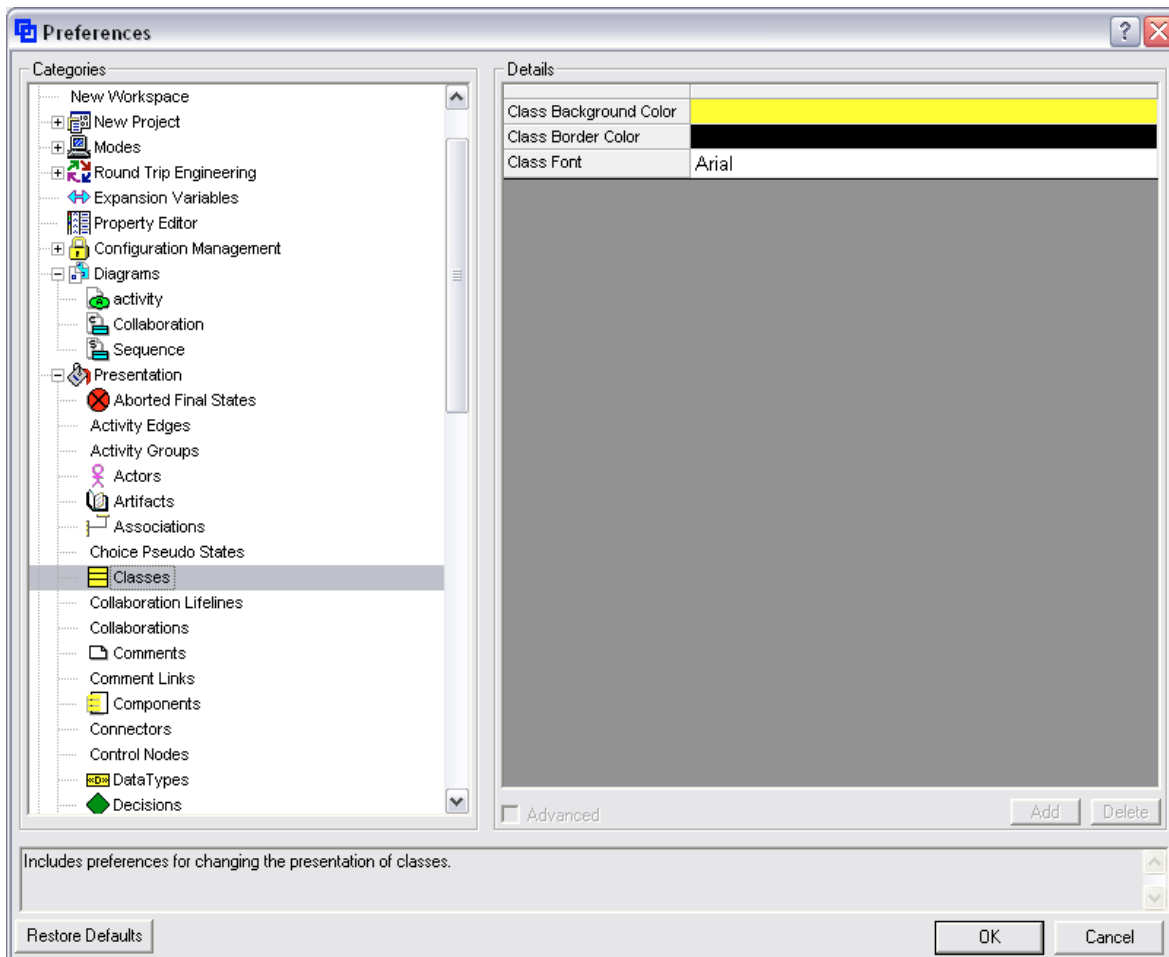 Preferences
Categories
New Workspace
New Project
Modes
Round Trip Engineering
Expansion Variables
Property Editor
Configuration Management
Diagrams
activity
Collaboration
Sequence
Presentation
Aborted Final States
Activity Edges
Activity Groups
Actors
Artifacts
Associations
Choice Pseudo States
Classes
Collaboration Lifelines
Collaborations
Comments
Comment Links
Components
Connectors
Control Nodes
«D» DataTypes
Decisions
Details
Class Background Color
Class Border Color
Class Font Arial
Advanced
Add Delete
Includes preferences for changing the presentation of classes.
Restore Defaults
OK Cancel